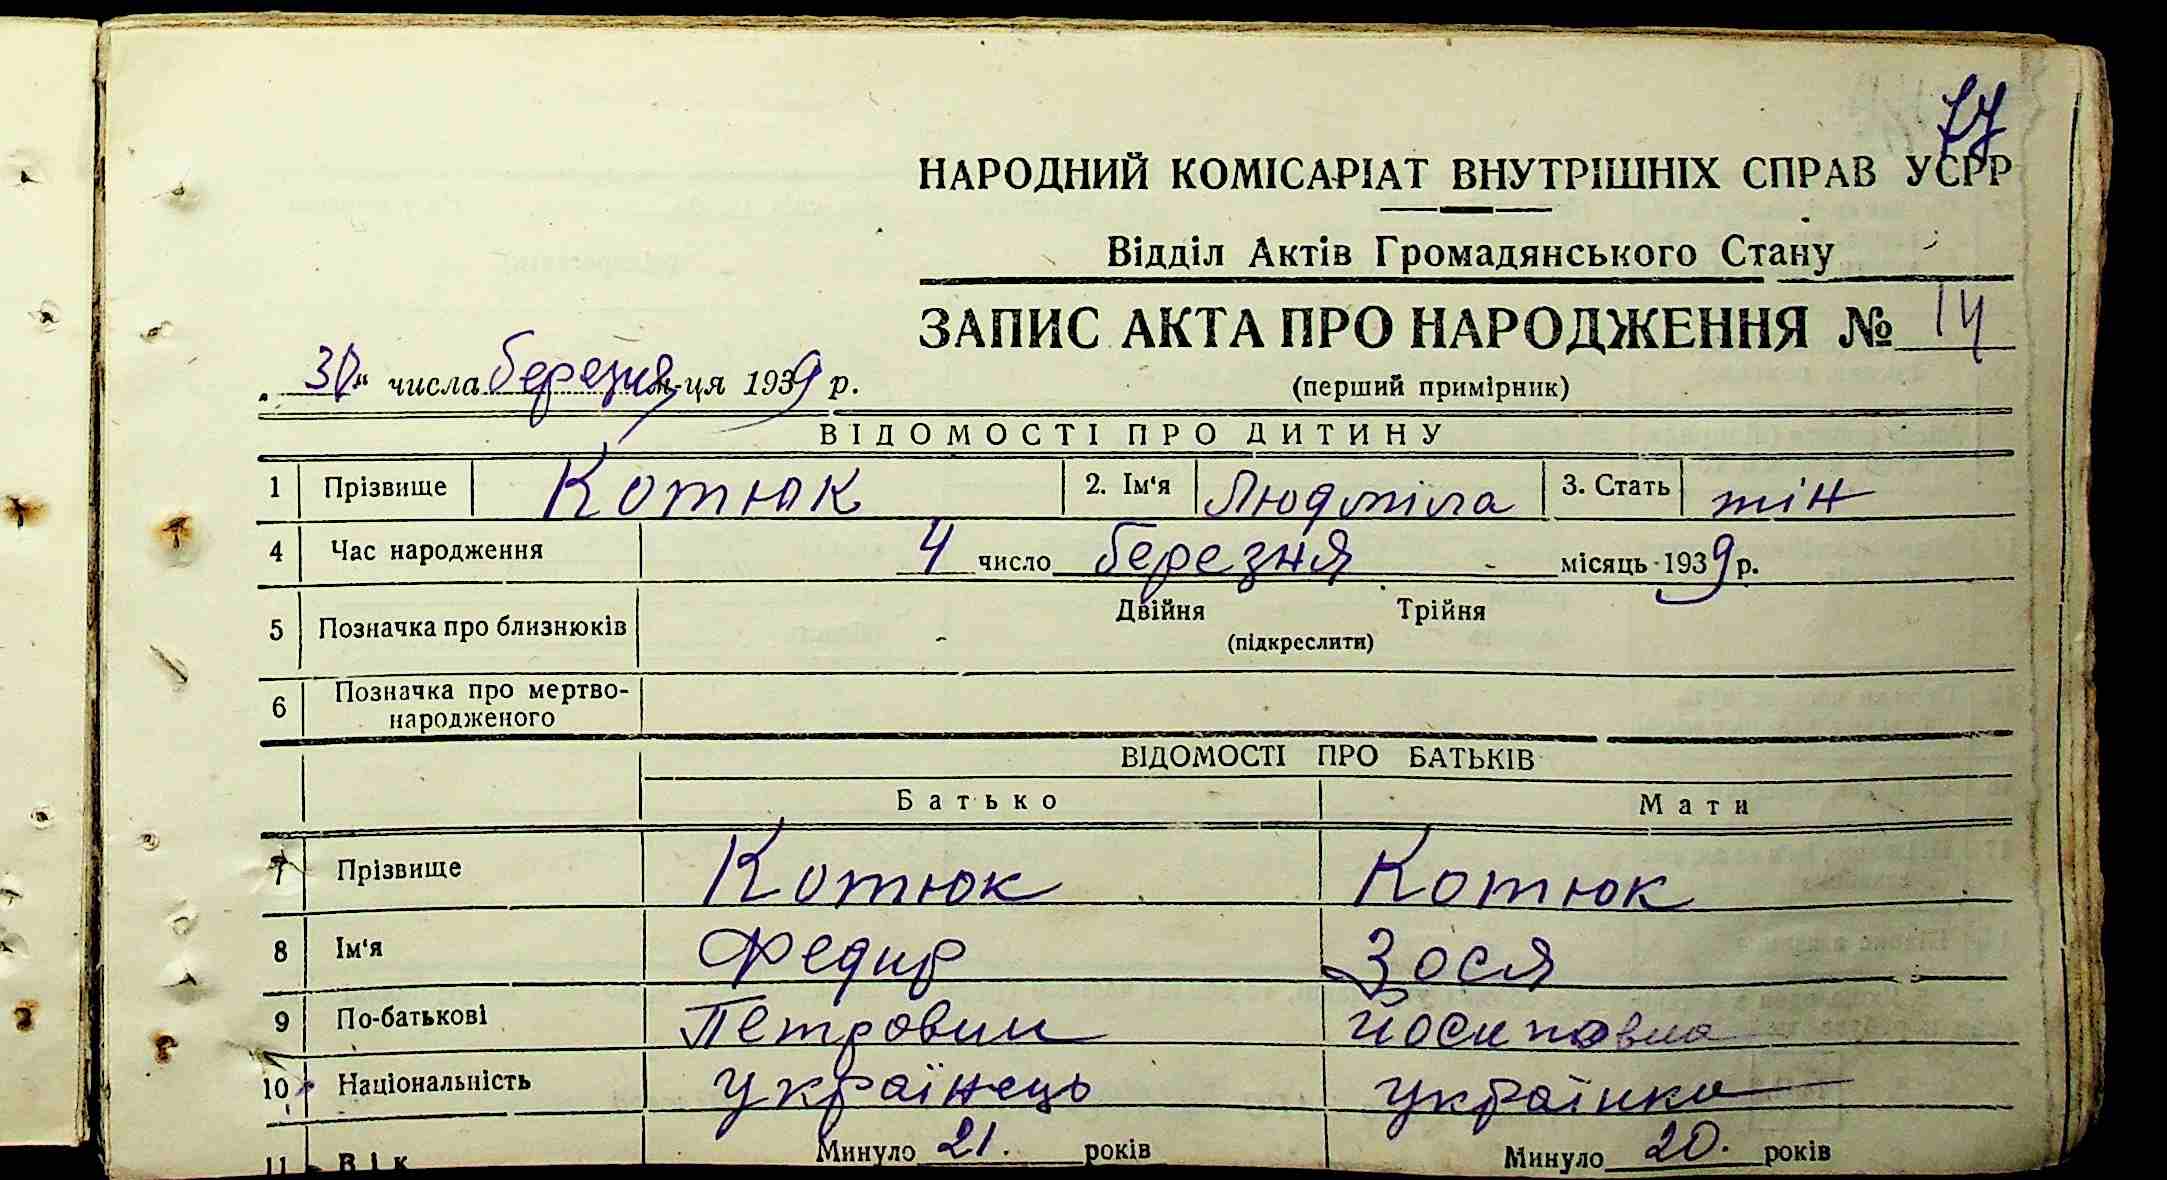 НАРОДНИЙ КОМІСАРІАТ ВНУТРІШНІХ СПРАВ УСРР
Відділ Актів Громадянського Стану
ЗАПИС АКТА ПРО НАРОДЖЕННЯ № 14
„30“ числа березня м-ця 1939 р.
(перший примірник)
ВІДОМОСТІ ПРО ДИТИНУ
1 Прізвище Котюк 2. Ім'я Людміла 3. Стать жін
4 Час народження 4 число березня місяць 1939 р.
5 Позначка про близнюків Двійня Трійня
(підкреслити)
6 Позначка про мертво-
народженого
ВІДОМОСТІ ПРО БАТЬКІВ
Батько Мати
7 Прізвище Котюк Котюк
8 Ім'я Федир Зося
9 По-батькові Петрович Йосиповна
10 Національність українець українка
11 Вік Минуло 21. років Минуло 20. років